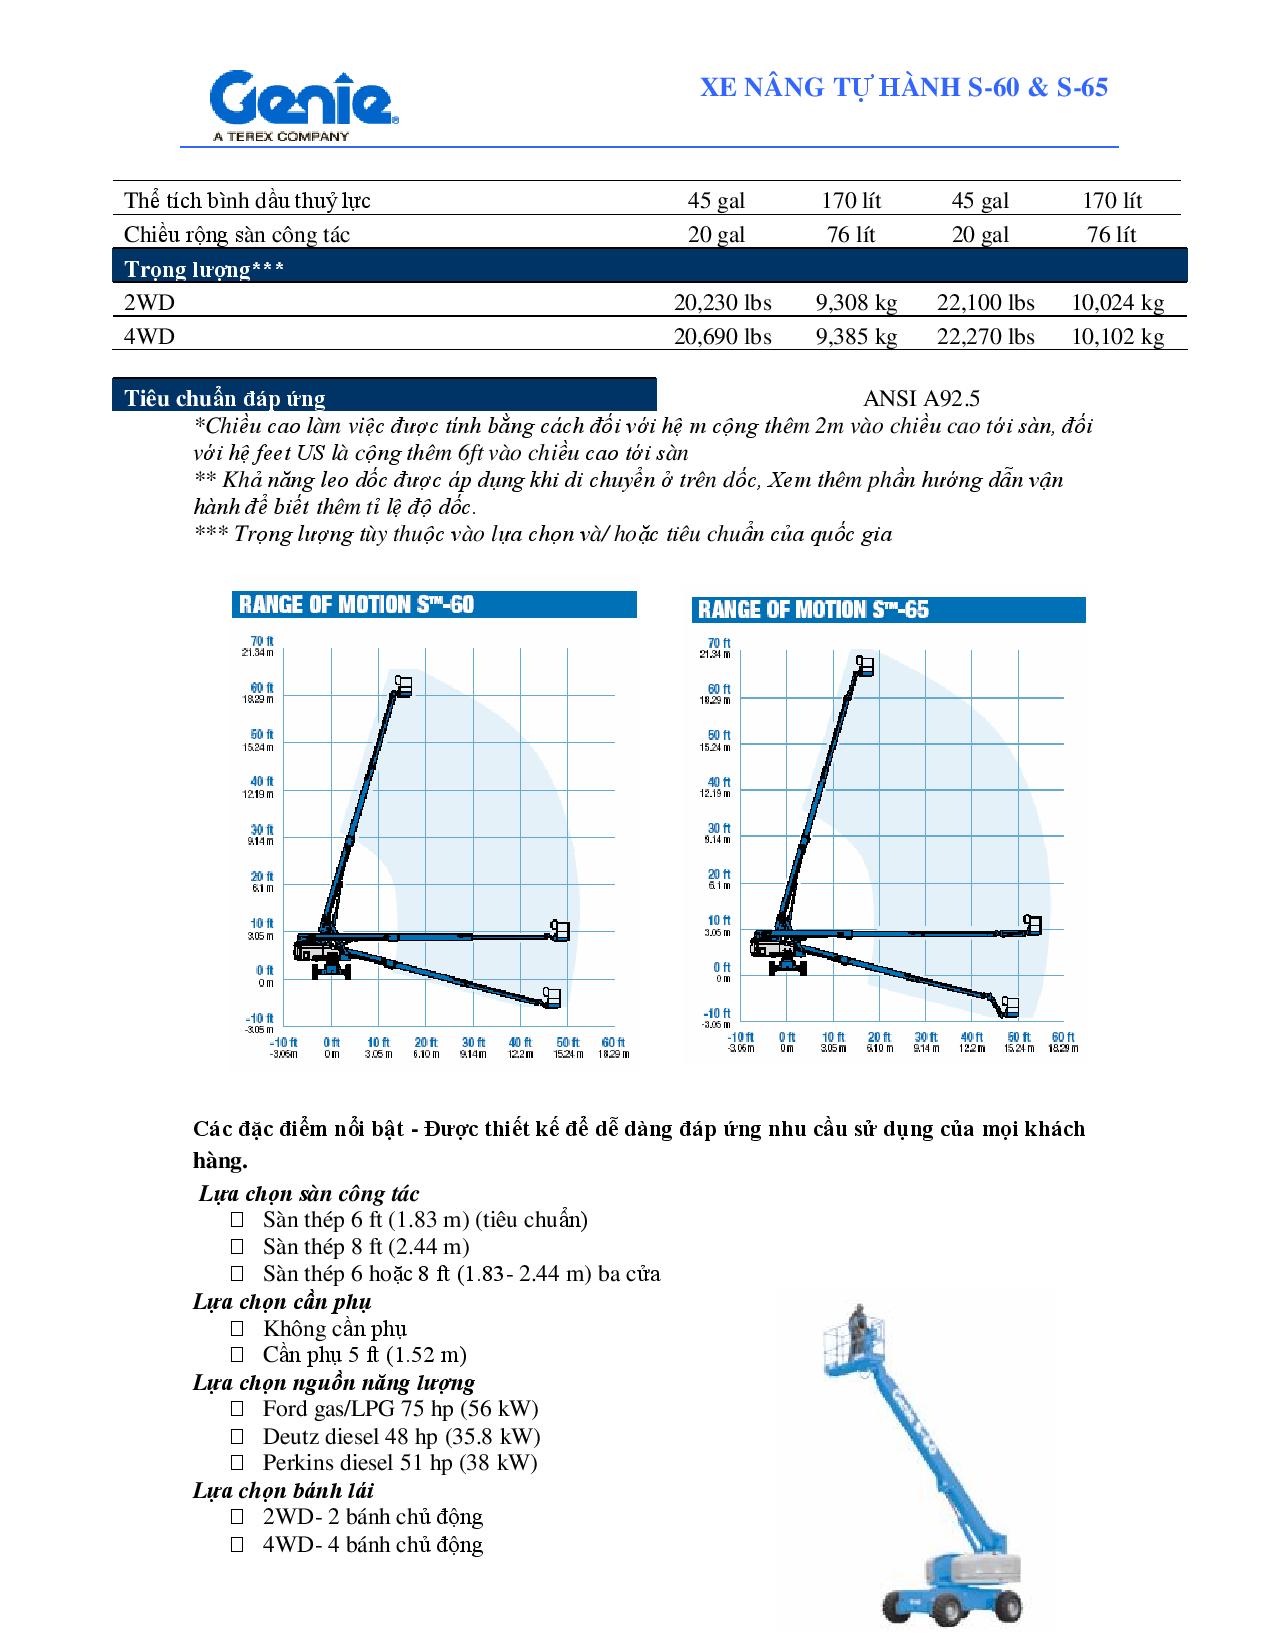 Genie®
A TEREX COMPANY
XE NÂNG TỰ HÀNH S-60 & S-65
Thể tích bình dầu thuỷ lực 45 gal 170 lít 45 gal 170 lít
Chiều rộng sàn công tác 20 gal 76 lít 20 gal 76 lít
Trọng lượng***
2WD 20,230 lbs 9,308 kg 22,100 lbs 10,024 kg
4WD 20,690 lbs 9,385 kg 22,270 lbs 10,102 kg
Tiêu chuẩn đáp ứng ANSI A92.5
*Chiều cao làm việc được tính bằng cách đối với hệ m cộng thêm 2m vào chiều cao tới sàn, đối
với hệ feet US là cộng thêm 6ft vào chiều cao tới sàn
** Khả năng leo dốc được áp dụng khi di chuyển ở trên dốc, Xem thêm phần hướng dẫn vận
hành để biết thêm tỉ lệ độ dốc.
*** Trọng lượng tùy thuộc vào lựa chọn và/ hoặc tiêu chuẩn của quốc gia
RANGE OF MOTION S™-60
70 ft
21.34 m
60 ft
18.29 m
50 ft
15.24 m
40 ft
12.19 m
30 ft
9.14 m
20 ft
6.1 m
10 ft
3.05 m
0 ft
0 m
-10 ft
-3.05 m
-10 ft 0 ft 10 ft 20 ft 30 ft 40 ft 50 ft 60 ft
-3.05m 0m 3.05 m 6.10 m 9.14 m 12.2 m 15.24 m 18.29 m
RANGE OF MOTION S™-65
70 ft
21.34 m
60 ft
18.29 m
50 ft
15.24 m
40 ft
12.19 m
30 ft
9.14 m
20 ft
6.1 m
10 ft
3.05 m
0 ft
0 m
-10 ft
-3.05 m
-10 ft 0 ft 10 ft 20 ft 30 ft 40 ft 50 ft 60 ft
-3.05m 0m 3.05 m 6.10 m 9.14 m 12.2 m 15.24 m 18.29 m
Các đặc điểm nổi bật - Được thiết kế để dễ dàng đáp ứng nhu cầu sử dụng của mọi khách
hàng.
Lựa chọn sàn công tác
□ Sàn thép 6 ft (1.83 m) (tiêu chuẩn)
□ Sàn thép 8 ft (2.44 m)
□ Sàn thép 6 hoặc 8 ft (1.83- 2.44 m) ba cửa
Lựa chọn cần phụ
□ Không cần phụ
□ Cần phụ 5 ft (1.52 m)
Lựa chọn nguồn năng lượng
□ Ford gas/LPG 75 hp (56 kW)
□ Deutz diesel 48 hp (35.8 kW)
□ Perkins diesel 51 hp (38 kW)
Lựa chọn bánh lái
□ 2WD- 2 bánh chủ động
□ 4WD- 4 bánh chủ động
Genie S-60